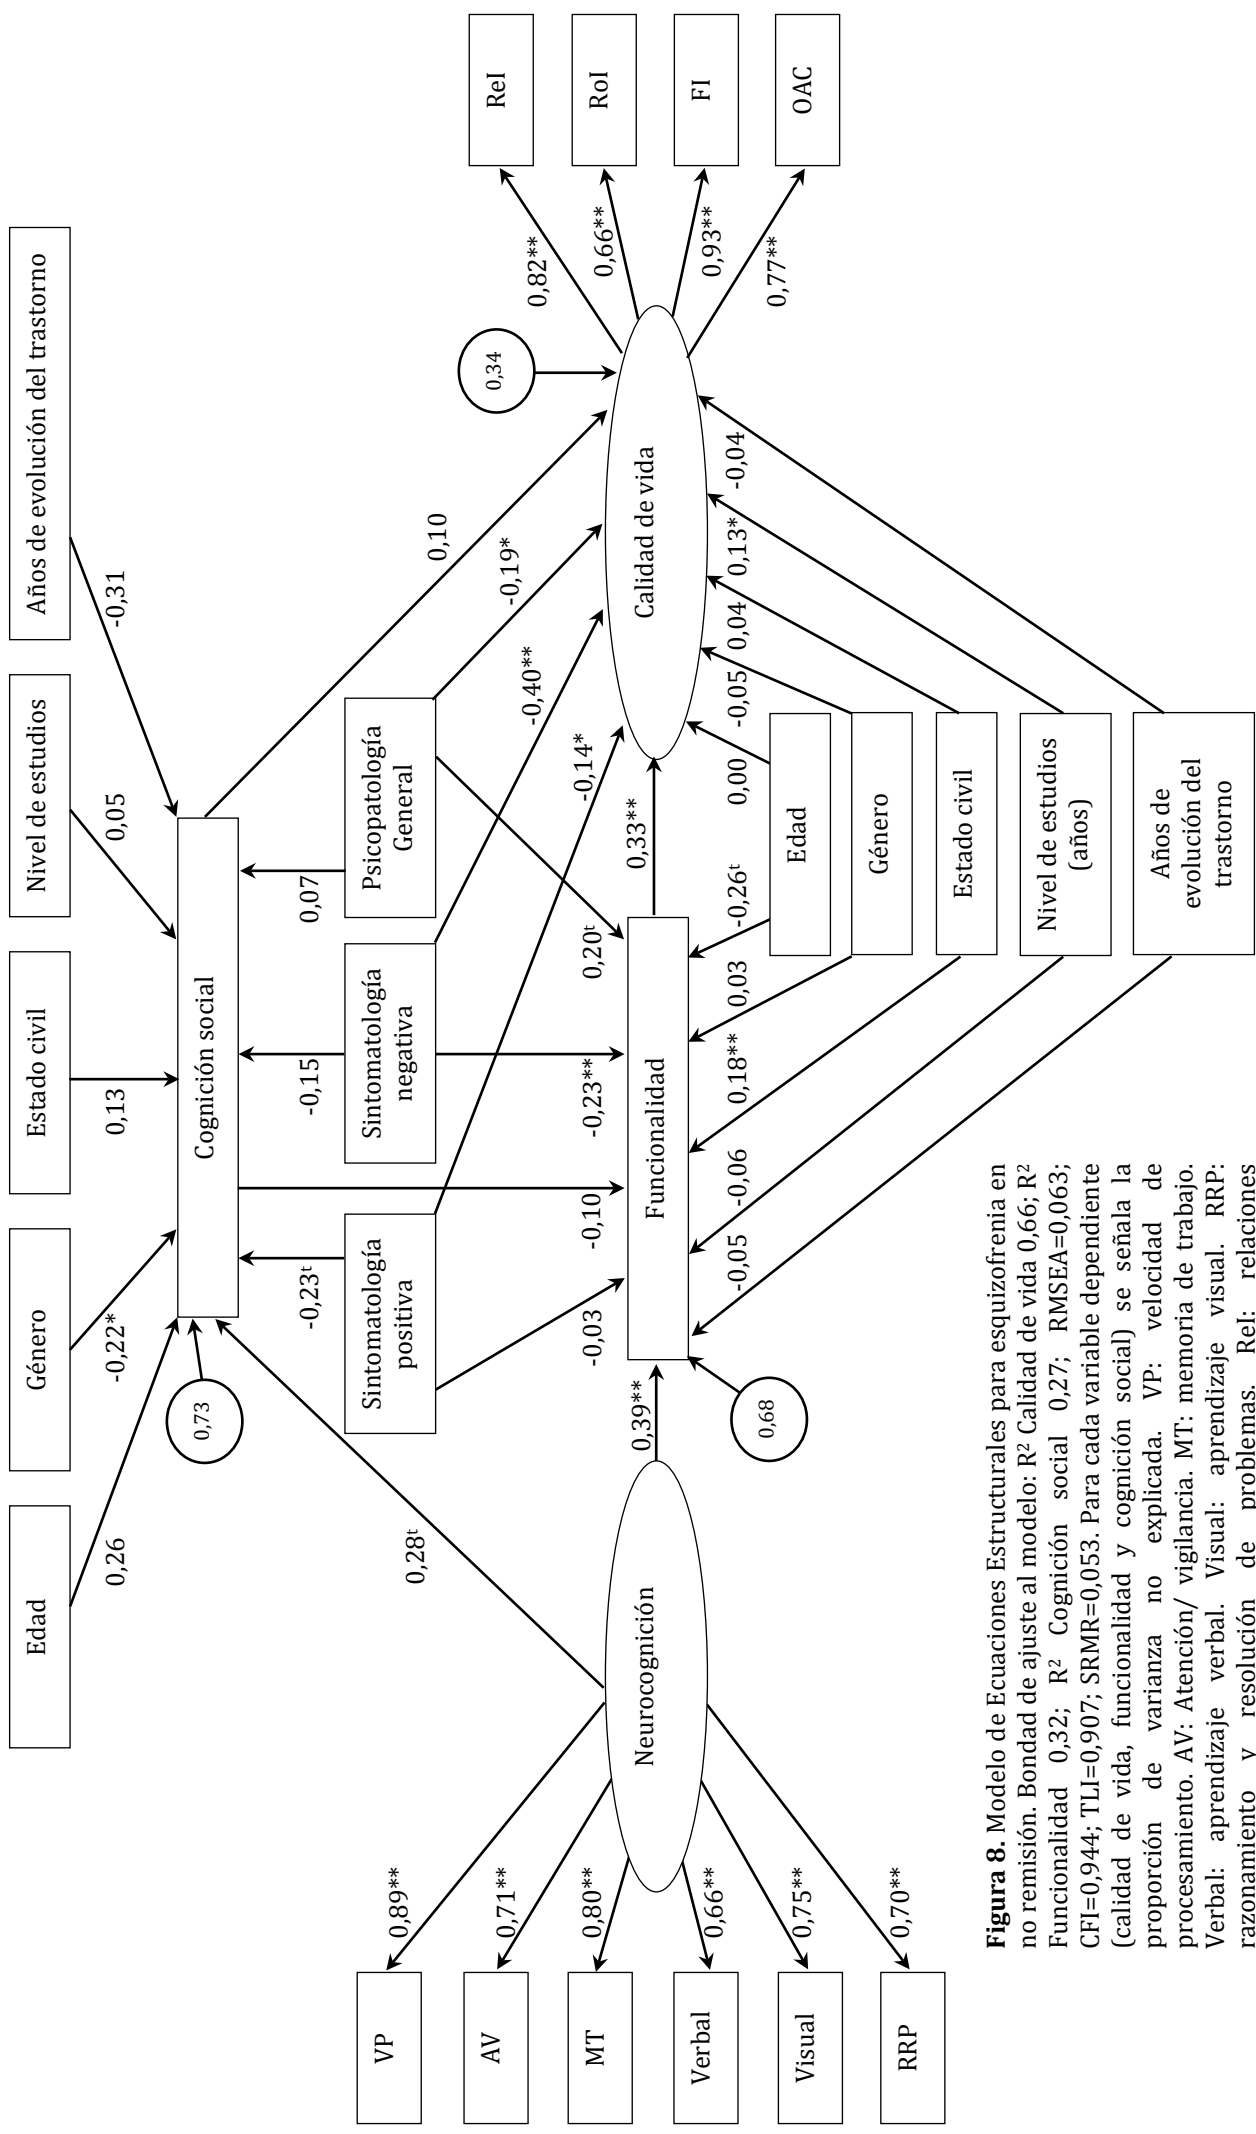 Edad
Género
Estado civil
Nivel de estudios
Años de evolución del trastorno
0,26
-0,22*
0,13
0,05
-0,31
0,73
Cognición social
0,28ᵗ
-0,23ᵗ
-0,15
0,07
Sintomatología
positiva
Sintomatología
negativa
Psicopatología
General
0,10
-0,19*
-0,40**
-0,14*
-0,03
-0,10
-0,23**
0,20ᵗ
VP
AV
MT
Verbal
Visual
RRP
0,89**
0,71**
0,80**
0,66**
0,75**
0,70**
Neurocognición
0,39**
Funcionalidad
0,68
0,33**
Calidad de vida
0,34
0,82**
0,66**
0,93**
0,77**
ReI
RoI
FI
OAC
-0,05
-0,06
0,18**
0,03
-0,26ᵗ
0,00
-0,05
0,04
0,13*
-0,04
Edad
Género
Estado civil
Nivel de estudios
(años)
Años de
evolución del
trastorno
Figura 8. Modelo de Ecuaciones Estructurales para esquizofrenia en
no remisión. Bondad de ajuste al modelo: R² Calidad de vida 0,66; R²
Funcionalidad 0,32; R² Cognición social 0,27; RMSEA=0,063;
CFI=0,944; TLI=0,907; SRMR=0,053. Para cada variable dependiente
(calidad de vida, funcionalidad y cognición social) se señala la
proporción de varianza no explicada. VP: velocidad de
procesamiento. AV: Atención/ vigilancia. MT: memoria de trabajo.
Verbal: aprendizaje verbal. Visual: aprendizaje visual. RRP:
razonamiento y resolución de problemas. ReI: relaciones